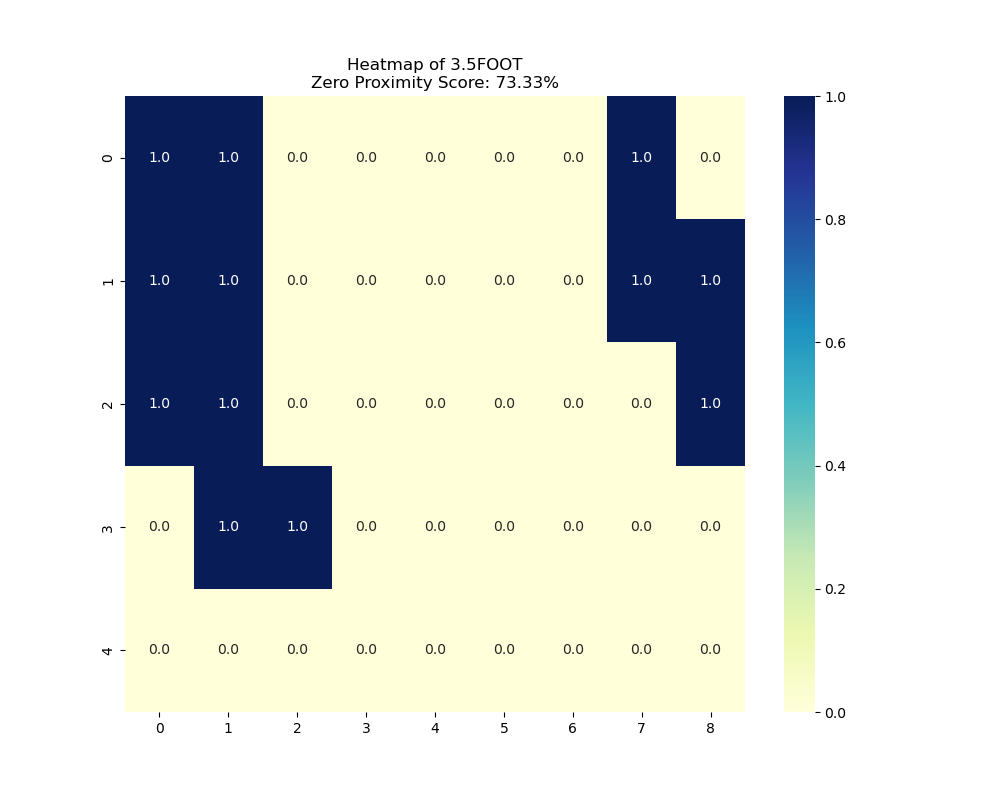 Heatmap of 3.5FOOT
Zero Proximity Score: 73.33%
0 1.0 1.0 0.0 0.0 0.0 0.0 0.0 1.0 0.0
1 1.0 1.0 0.0 0.0 0.0 0.0 0.0 1.0 1.0
2 1.0 1.0 0.0 0.0 0.0 0.0 0.0 0.0 1.0
3 0.0 1.0 1.0 0.0 0.0 0.0 0.0 0.0 0.0
4 0.0 0.0 0.0 0.0 0.0 0.0 0.0 0.0 0.0
0 1 2 3 4 5 6 7 8
1.0
0.8
0.6
0.4
0.2
0.0